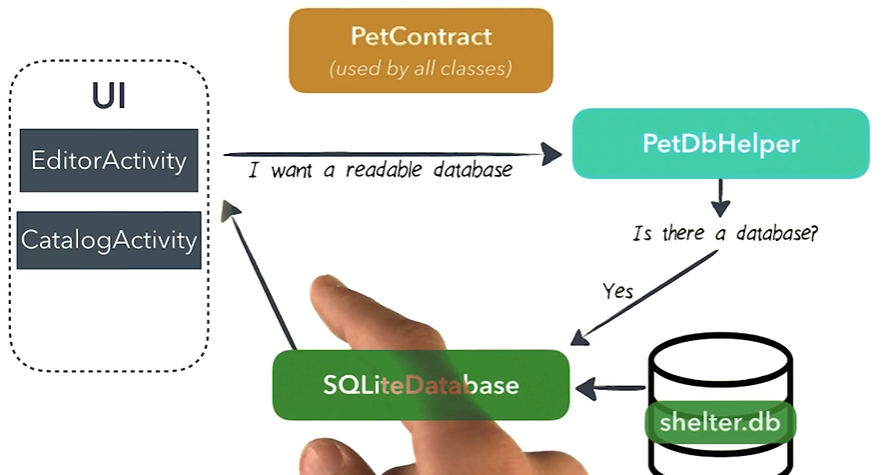 PetContract
(used by all classes)
UI
EditorActivity
CatalogActivity
I want a readable database
PetDbHelper
Is there a database?
Yes
SQLiteDatabase
shelter.db